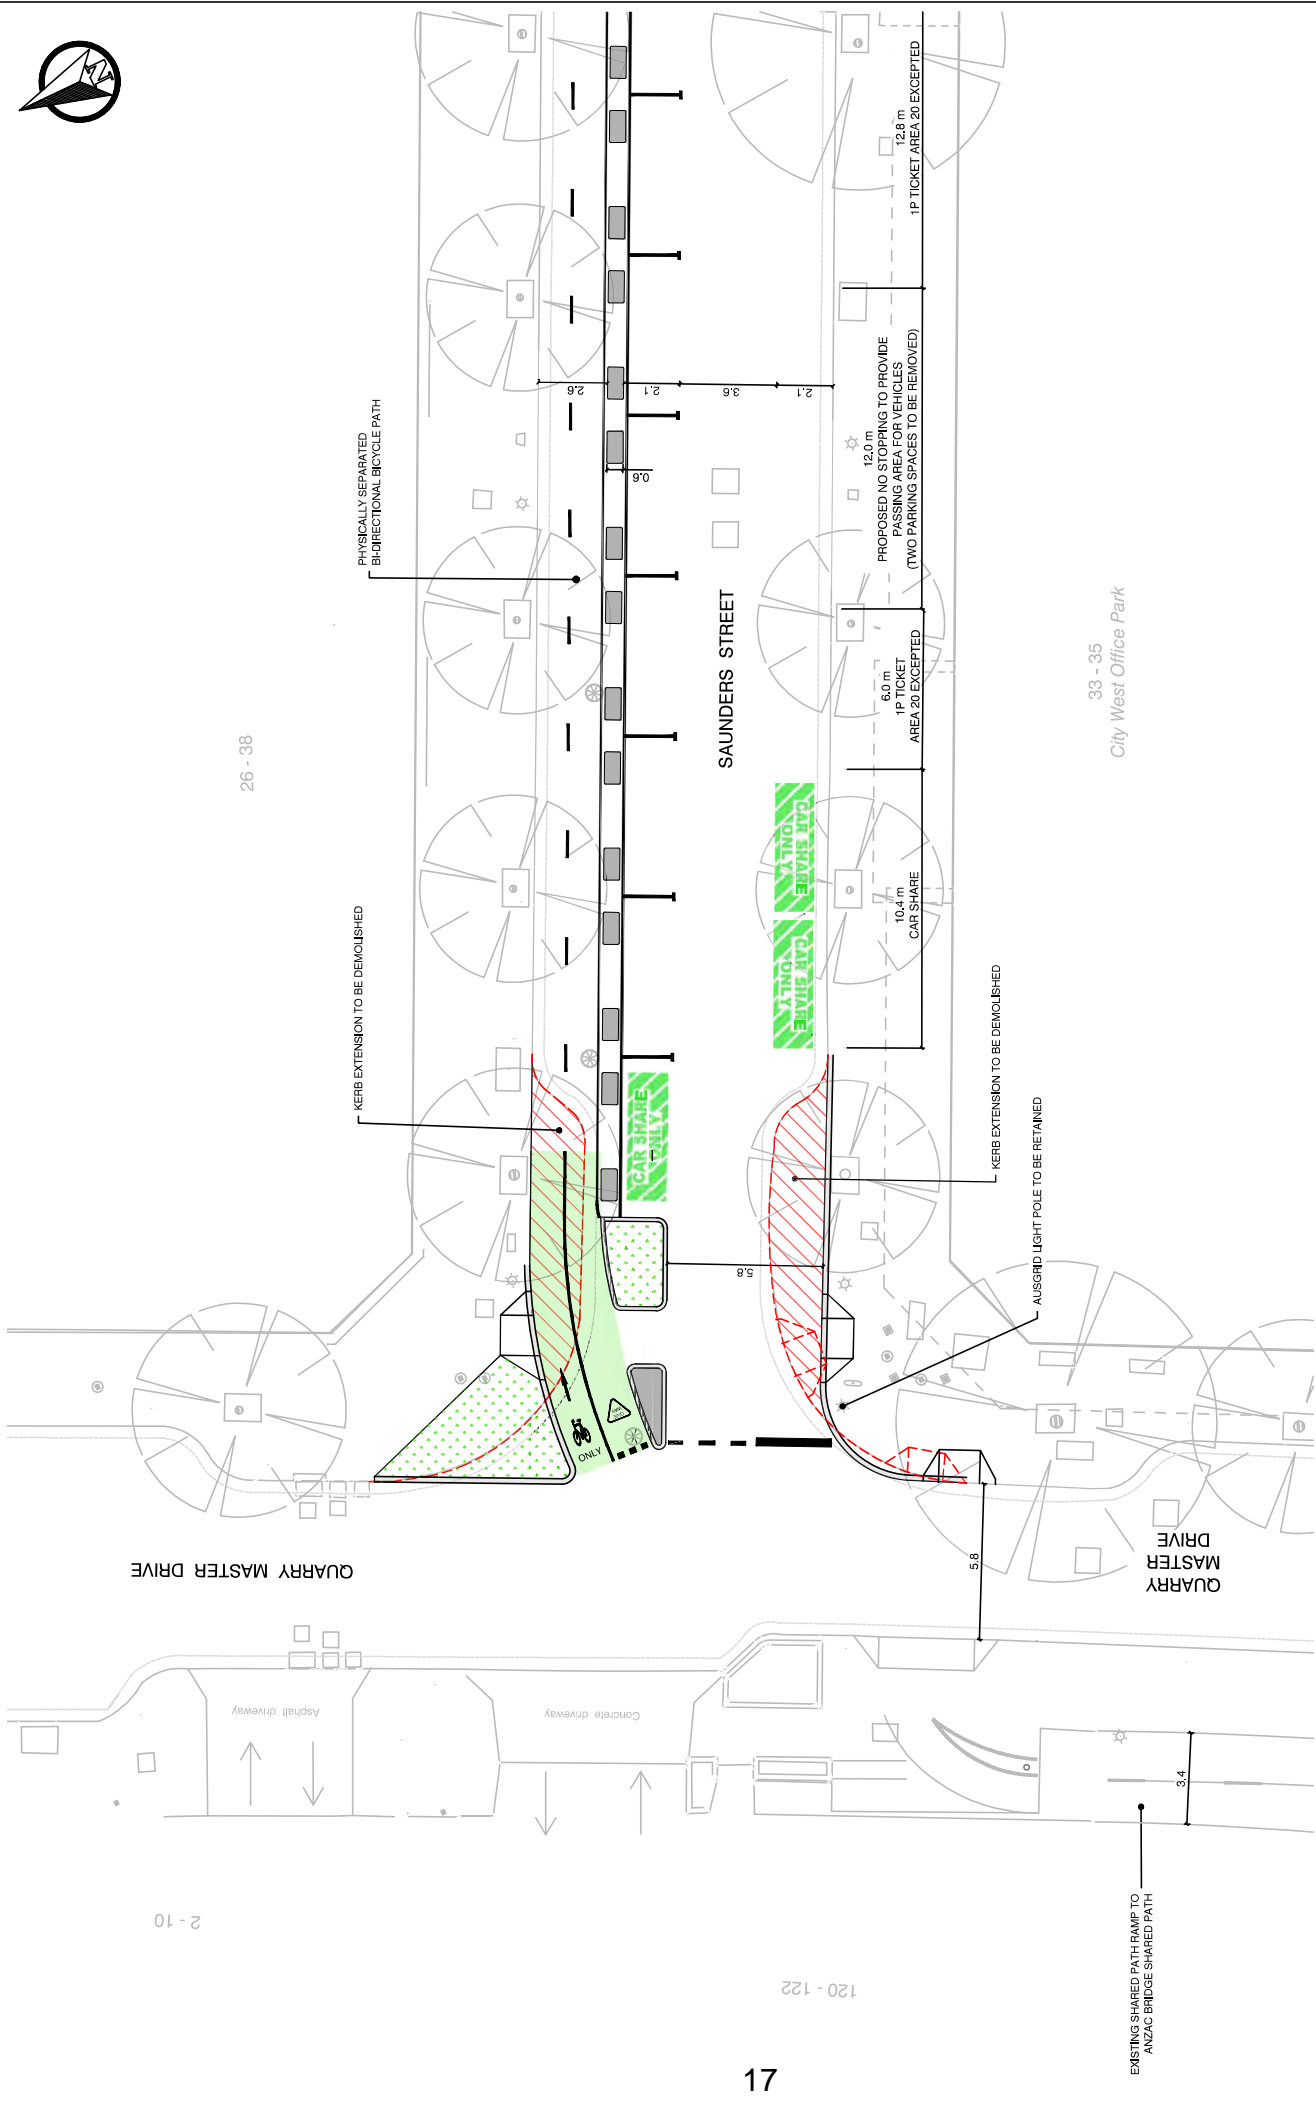 N
12.8 m
1P TICKET AREA 20 EXCEPTED
12.0 m
PROPOSED NO STOPPING TO PROVIDE
PASSING AREA FOR VEHICLES
(TWO PARKING SPACES TO BE REMOVED)
2.6
2.1
3.6
2.1
0.6
PHYSICALLY SEPARATED
BI-DIRECTIONAL BICYCLE PATH
SAUNDERS STREET
6.0 m
1P TICKET
AREA 20 EXCEPTED
33 - 35
City West Office Park
26 - 38
CAR SHARE
ONLY
CAR SHARE
ONLY
10.4 m
CAR SHARE
KERB EXTENSION TO BE DEMOLISHED
CAR SHARE
ONLY
KERB EXTENSION TO BE DEMOLISHED
AUSGRID LIGHT POLE TO BE RETAINED
5.8
ONLY
QUARRY MASTER DRIVE
QUARRY
MASTER
DRIVE
5.8
Asphalt driveway
Concrete driveway
3.4
2 - 10
120 - 122
EXISTING SHARED PATH RAMP TO
ANZAC BRIDGE SHARED PATH
17